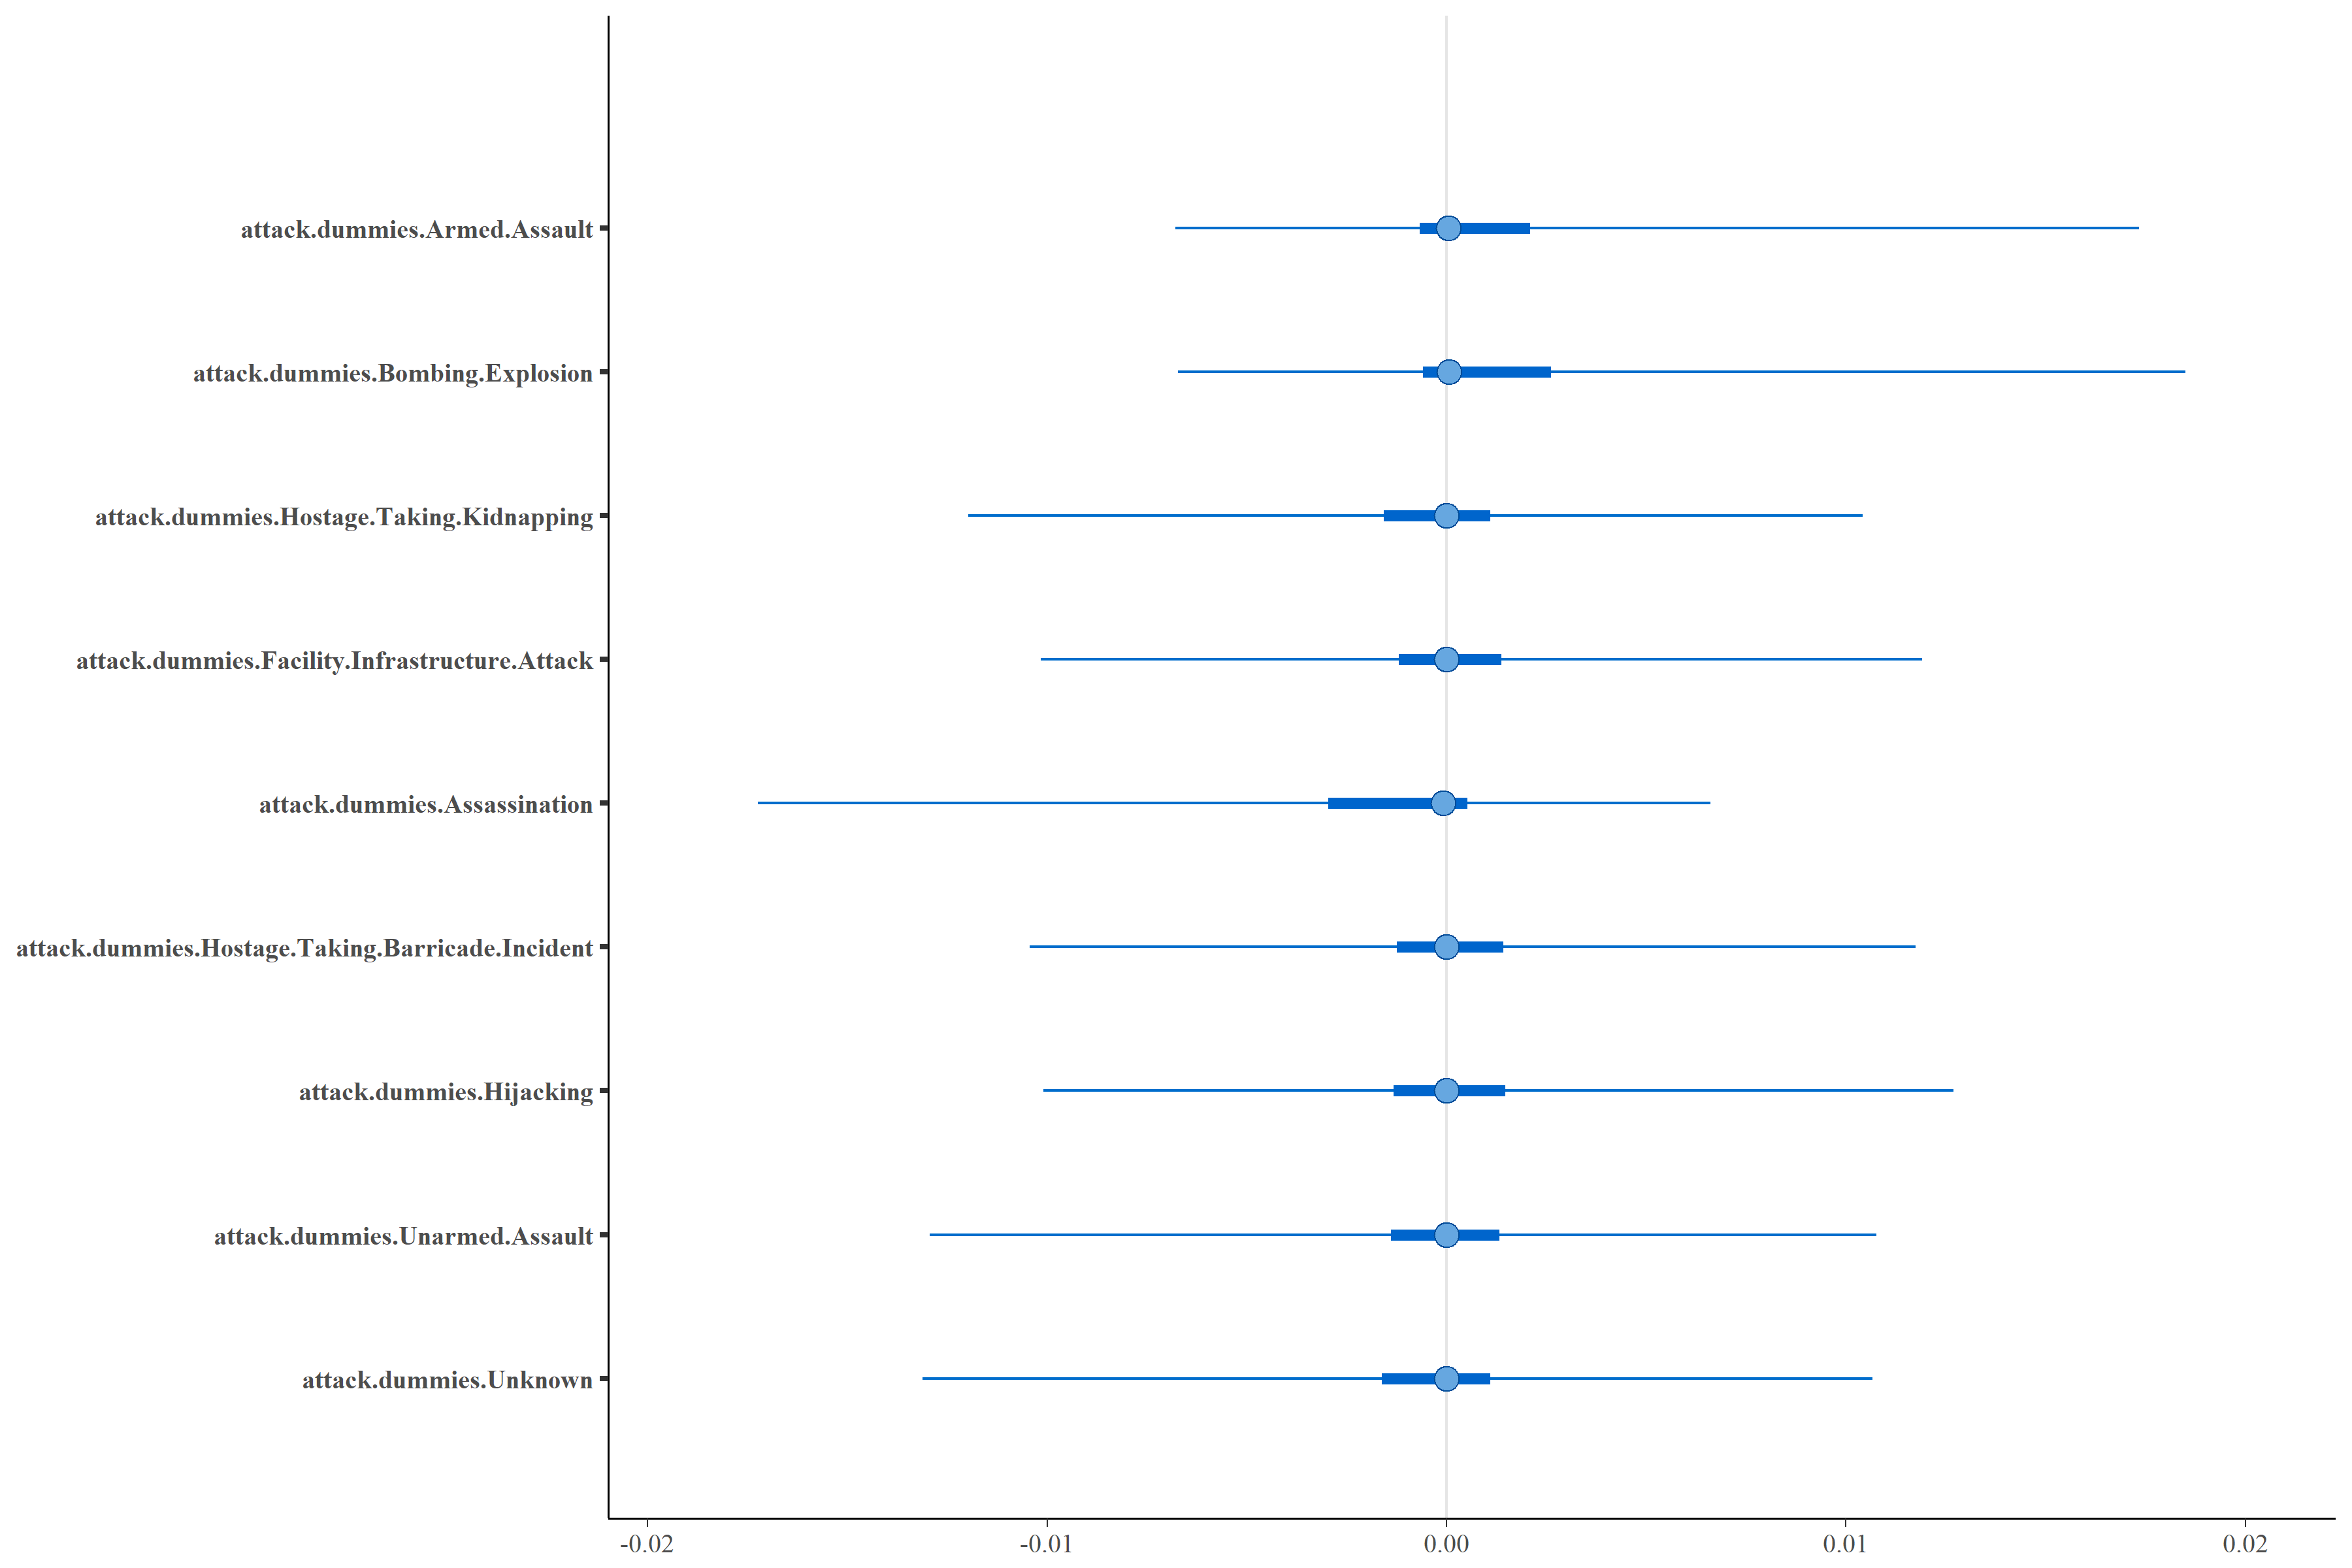 attack.dummies.Armed.Assault
attack.dummies.Bombing.Explosion
attack.dummies.Hostage.Taking.Kidnapping
attack.dummies.Facility.Infrastructure.Attack
attack.dummies.Assassination
attack.dummies.Hostage.Taking.Barricade.Incident
attack.dummies.Hijacking
attack.dummies.Unarmed.Assault
attack.dummies.Unknown
-0.02 -0.01 0.00 0.01 0.02